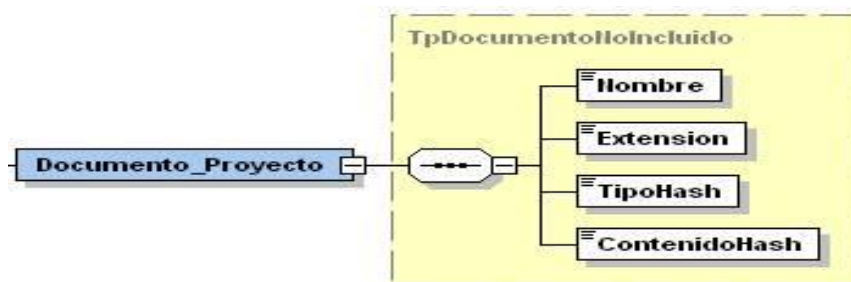 TpDocumentoNoIncluido
Nombre
Extension
Documento_Proyecto
TipoHash
ContenidoHash